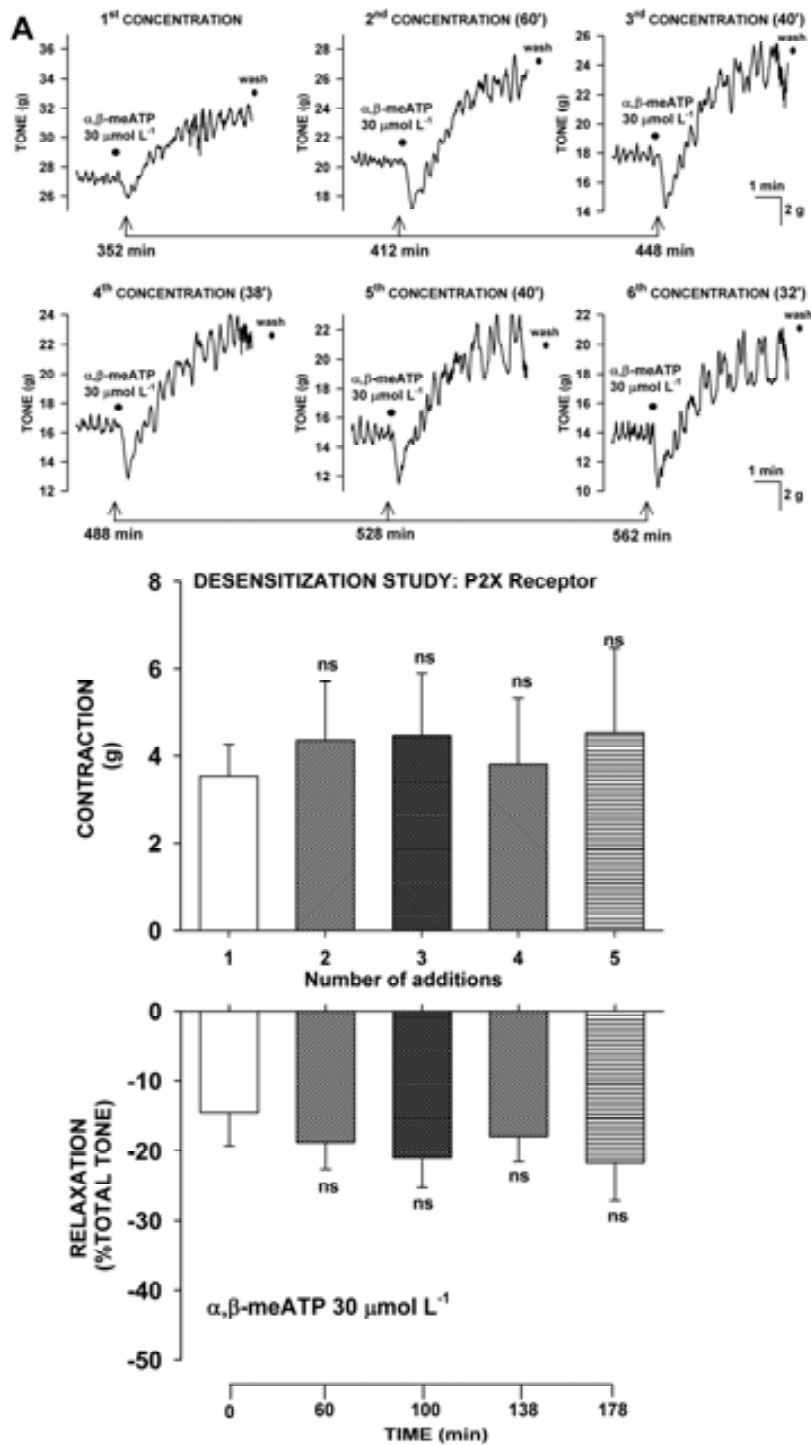 A
1st CONCENTRATION
2nd CONCENTRATION (60')
3rd CONCENTRATION (40')
TONE (g)
36
34
32
30
28
26
α,β-meATP
30 µmol L-1
wash
TONE (g)
28
26
24
22
20
18
α,β-meATP
30 µmol L-1
wash
TONE (g)
26
24
22
20
18
16
14
α,β-meATP
30 µmol L-1
wash
1 min
2 g
352 min
412 min
448 min
4th CONCENTRATION (38')
5th CONCENTRATION (40')
6th CONCENTRATION (32')
TONE (g)
24
22
20
18
16
14
12
α,β-meATP
30 µmol L-1
wash
TONE (g)
22
20
18
16
14
12
α,β-meATP
30 µmol L-1
wash
TONE (g)
22
20
18
16
14
12
10
α,β-meATP
30 µmol L-1
wash
1 min
2 g
488 min
528 min
562 min
DESENSITIZATION STUDY: P2X Receptor
CONTRACTION
(g)
8
6
4
2
0
ns
ns
ns
ns
1
2
3
4
5
Number of additions
RELAXATION
(%TOTAL TONE)
0
-10
-20
-30
-40
-50
ns
ns
ns
ns
α,β-meATP 30 µmol L-1
0
60
100
138
178
TIME (min)